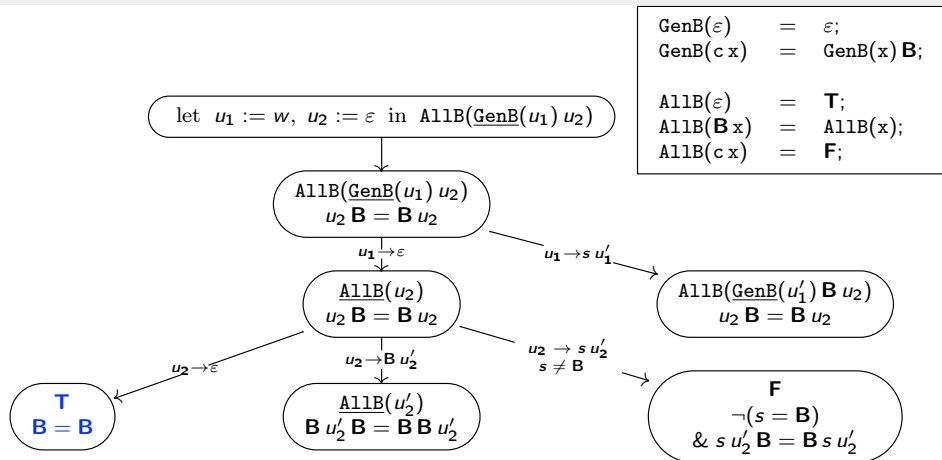 GenB(ε) = ε;
GenB(c x) = GenB(x) B;
AllB(ε) = T;
AllB(B x) = AllB(x);
AllB(c x) = F;
let u₁ := w, u₂ := ε in AllB(GenB(u₁) u₂)
AllB(GenB(u₁) u₂)
u₂ B = B u₂
u₁→ε
u₁→s u₁′
AllB(u₂)
u₂ B = B u₂
AllB(GenB(u₁′) B u₂)
u₂ B = B u₂
u₂→ε
u₂→B u₂′
u₂ → s u₂′
s ≠ B
T
B = B
AllB(u₂′)
B u₂′ B = B B u₂′
F
¬(s = B)
& s u₂′ B = B s u₂′